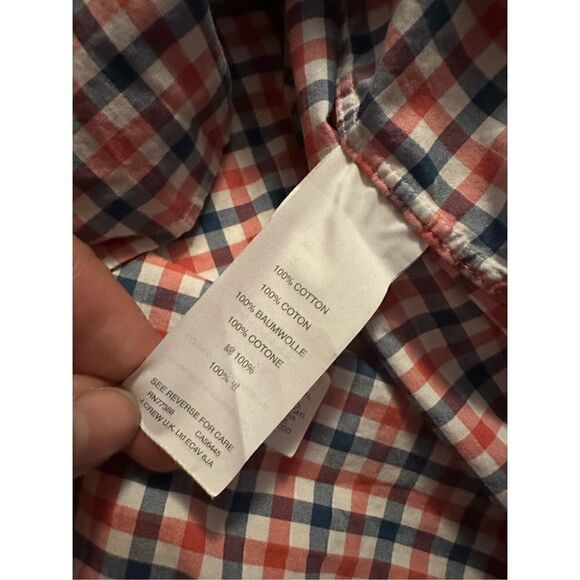 100% COTTON
100% COTON
100% BAUMWOLLE
100% COTONE
綿 100%
100% 면
SEE REVERSE FOR CARE
RN77388 CA56445
J.CREW U.K. Ltd EC4V 6JA